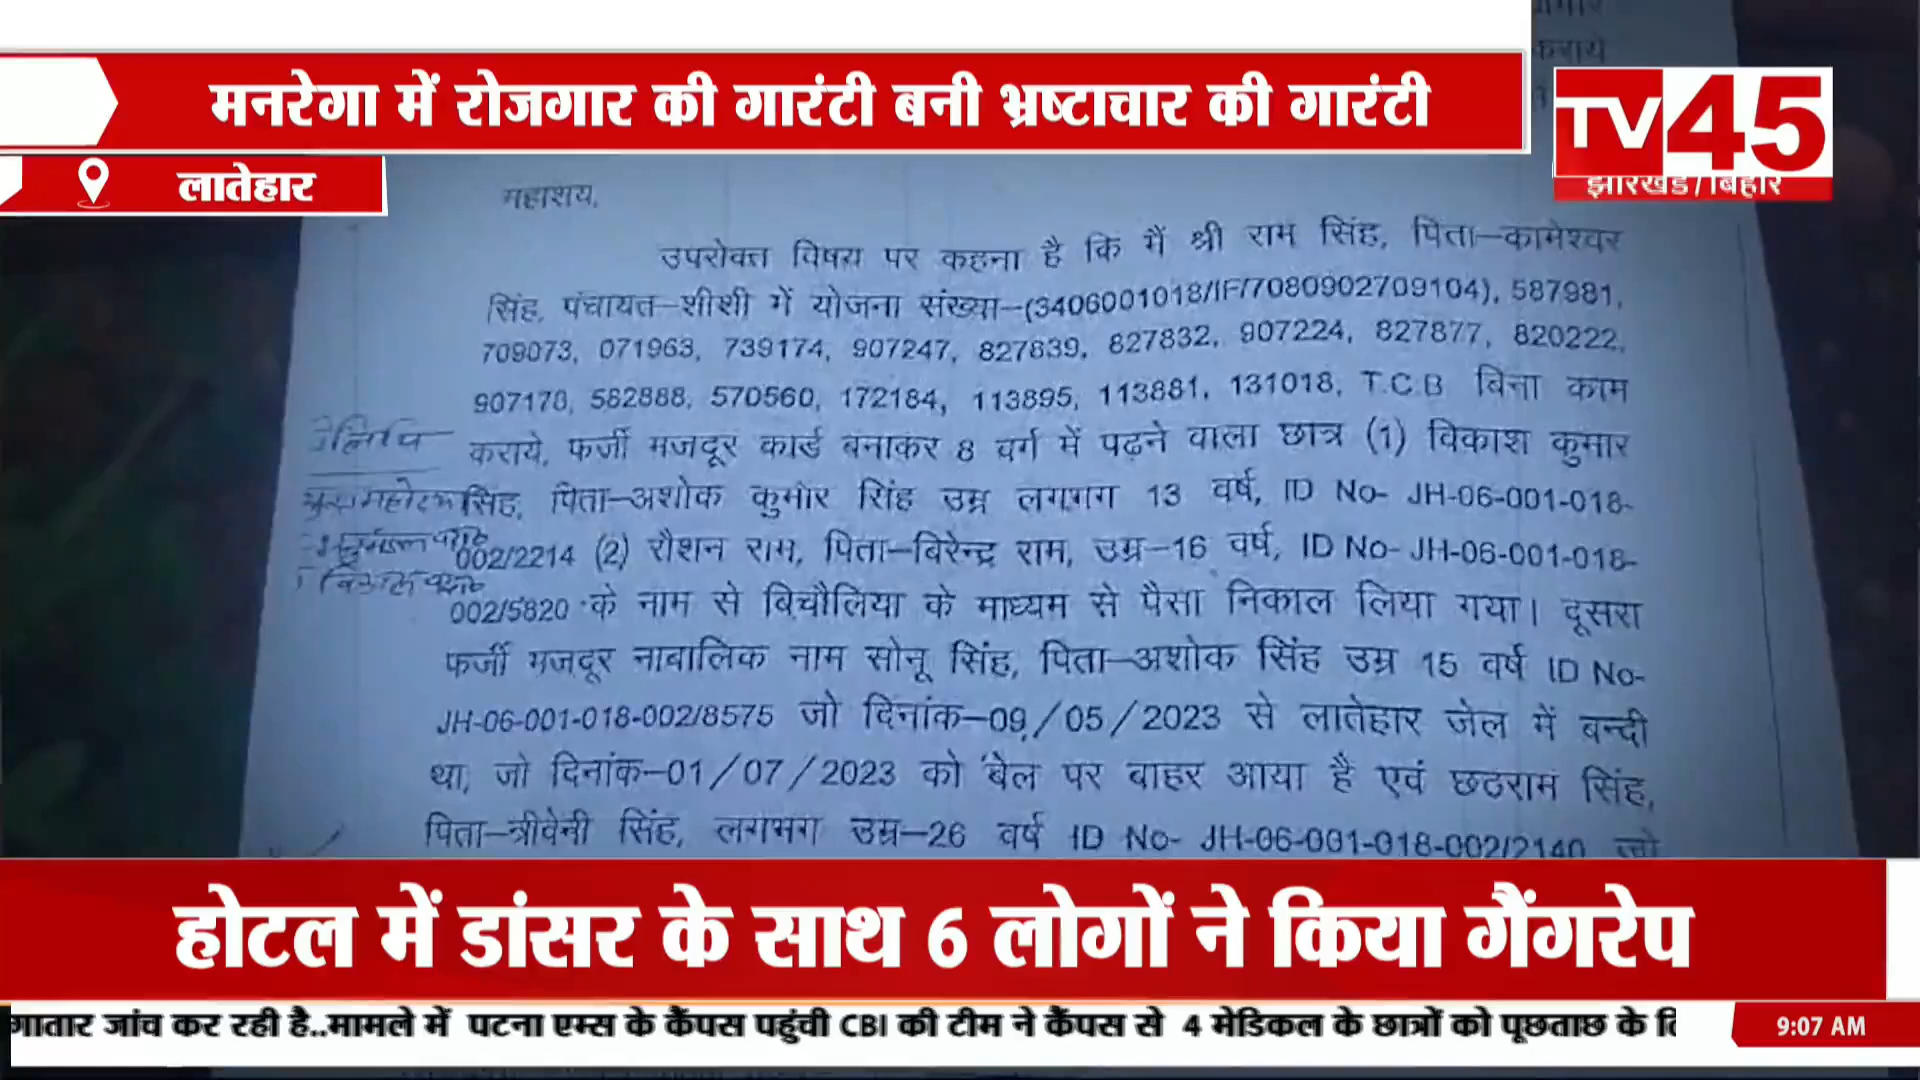 मनरेगा में रोजगार की गारंटी बनी भ्रष्टाचार की गारंटी
TV45
झारखंड/बिहार
लातेहार
महाशय,
उपरोक्त विषय पर कहना है कि मैं श्री राम सिंह, पिता–कामेश्वर
सिंह, पंचायत–शीशी में योजना संख्या–(3406001018/IF/7080902709104), 587981,
709073, 071963, 739174, 907247, 827839, 827832, 907224, 827877, 820222,
907178, 582888, 570560, 172184, 113895, 113881, 131018, T.C.B बिना काम
कराये, फर्जी मजदूर कार्ड बनाकर 8 वर्ग में पढ़ने वाला छात्र (1) विकाश कुमार
सिंह, पिता–अशोक कुमार सिंह उम्र लगभग 13 वर्ष, ID No- JH-06-001-018-
002/2214 (2) रौशन राम, पिता–बिरेन्द्र राम, उम्र–16 वर्ष, ID No- JH-06-001-018-
002/5820 के नाम से बिचौलिया के माध्यम से पैसा निकाल लिया गया। दूसरा
फर्जी मजदूर नाबालिक नाम सोनू सिंह, पिता–अशोक सिंह उम्र 15 वर्ष ID No-
JH-06-001-018-002/8575 जो दिनांक–09/05/2023 से लातेहार जेल में बन्दी
था, जो दिनांक–01/07/2023 को बेल पर बाहर आया है एवं छठराम सिंह,
पिता–त्रीवेनी सिंह, लगभग उम्र–26 वर्ष ID No- JH-06-001-018-002/2140 जो
होटल में डांसर के साथ 6 लोगों ने किया गैंगरेप
गातार जांच कर रही है..मामले में पटना एम्स के कैंपस पहुंची CBI की टीम ने कैंपस से 4 मेडिकल के छात्रों को पूछताछ के
9:07 AM